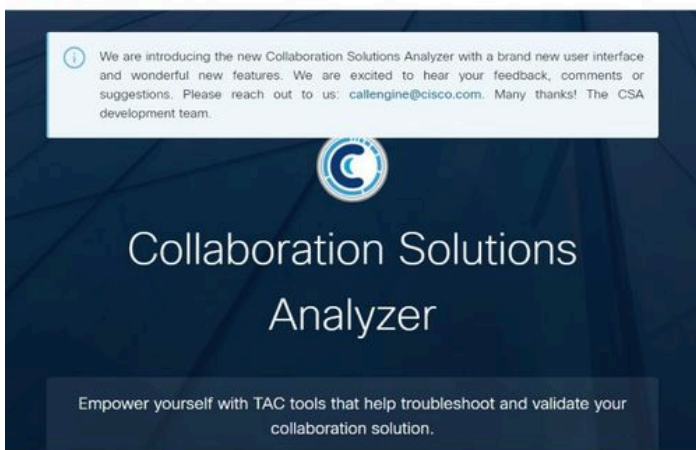 We are introducing the new Collaboration Solutions Analyzer with a brand new user interface
and wonderful new features. We are excited to hear your feedback, comments or
suggestions. Please reach out to us: callengine@cisco.com. Many thanks! The CSA
development team.
Collaboration Solutions
Analyzer
Empower yourself with TAC tools that help troubleshoot and validate your
collaboration solution.